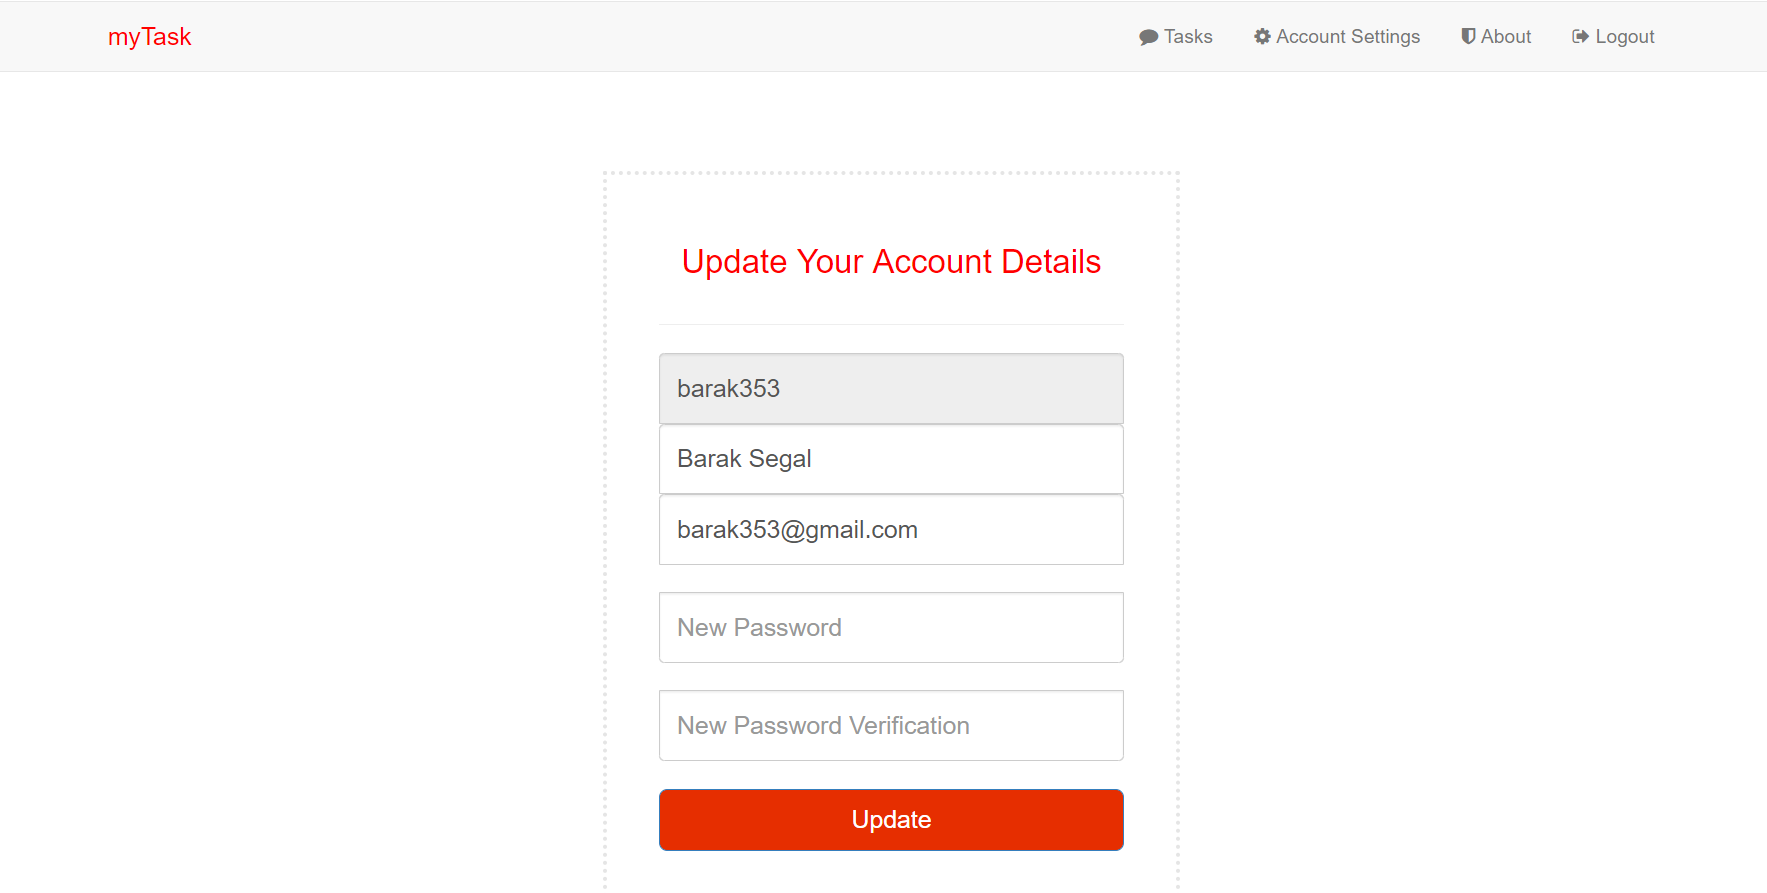 myTask
Tasks
Account Settings
About
Logout
Update Your Account Details
barak353
Barak Segal
barak353@gmail.com
New Password
New Password Verification
Update